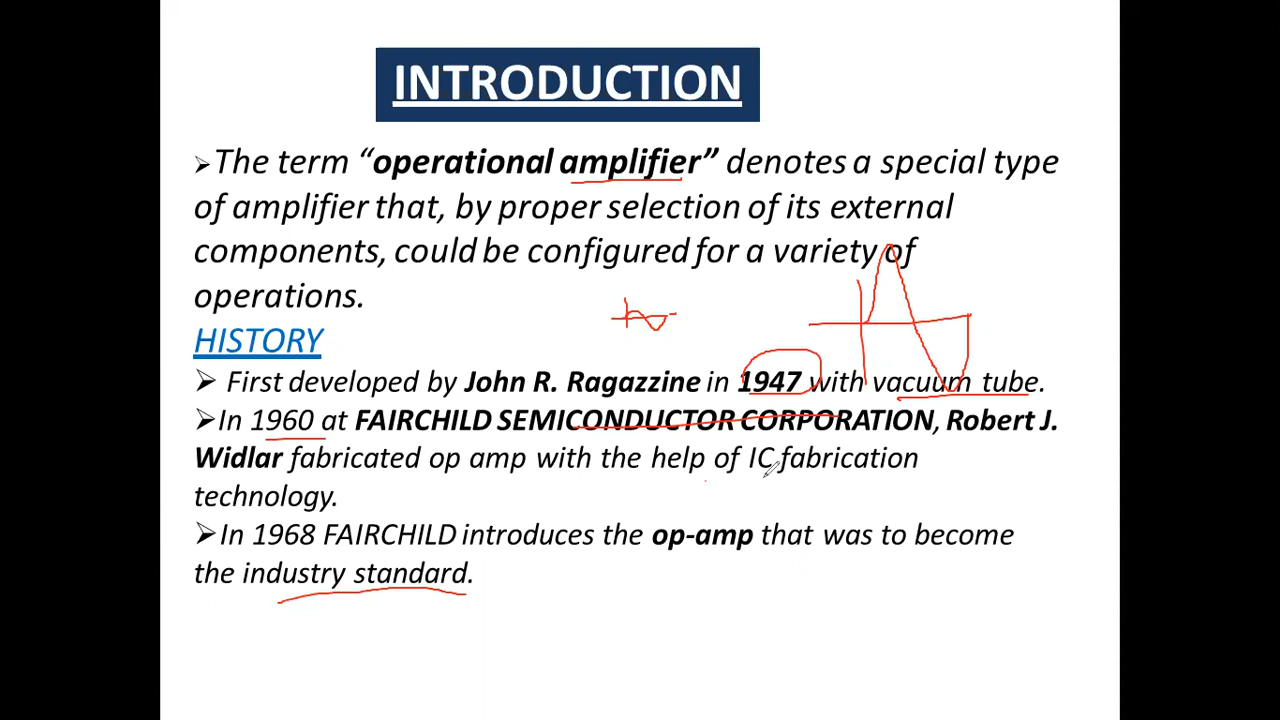 INTRODUCTION
➢The term “operational amplifier” denotes a special type
of amplifier that, by proper selection of its external
components, could be configured for a variety of
operations.
HISTORY
➢ First developed by John R. Ragazzine in 1947 with vacuum tube.
➢In 1960 at FAIRCHILD SEMICONDUCTOR CORPORATION, Robert J.
Widlar fabricated op amp with the help of IC fabrication
technology.
➢In 1968 FAIRCHILD introduces the op-amp that was to become
the industry standard.